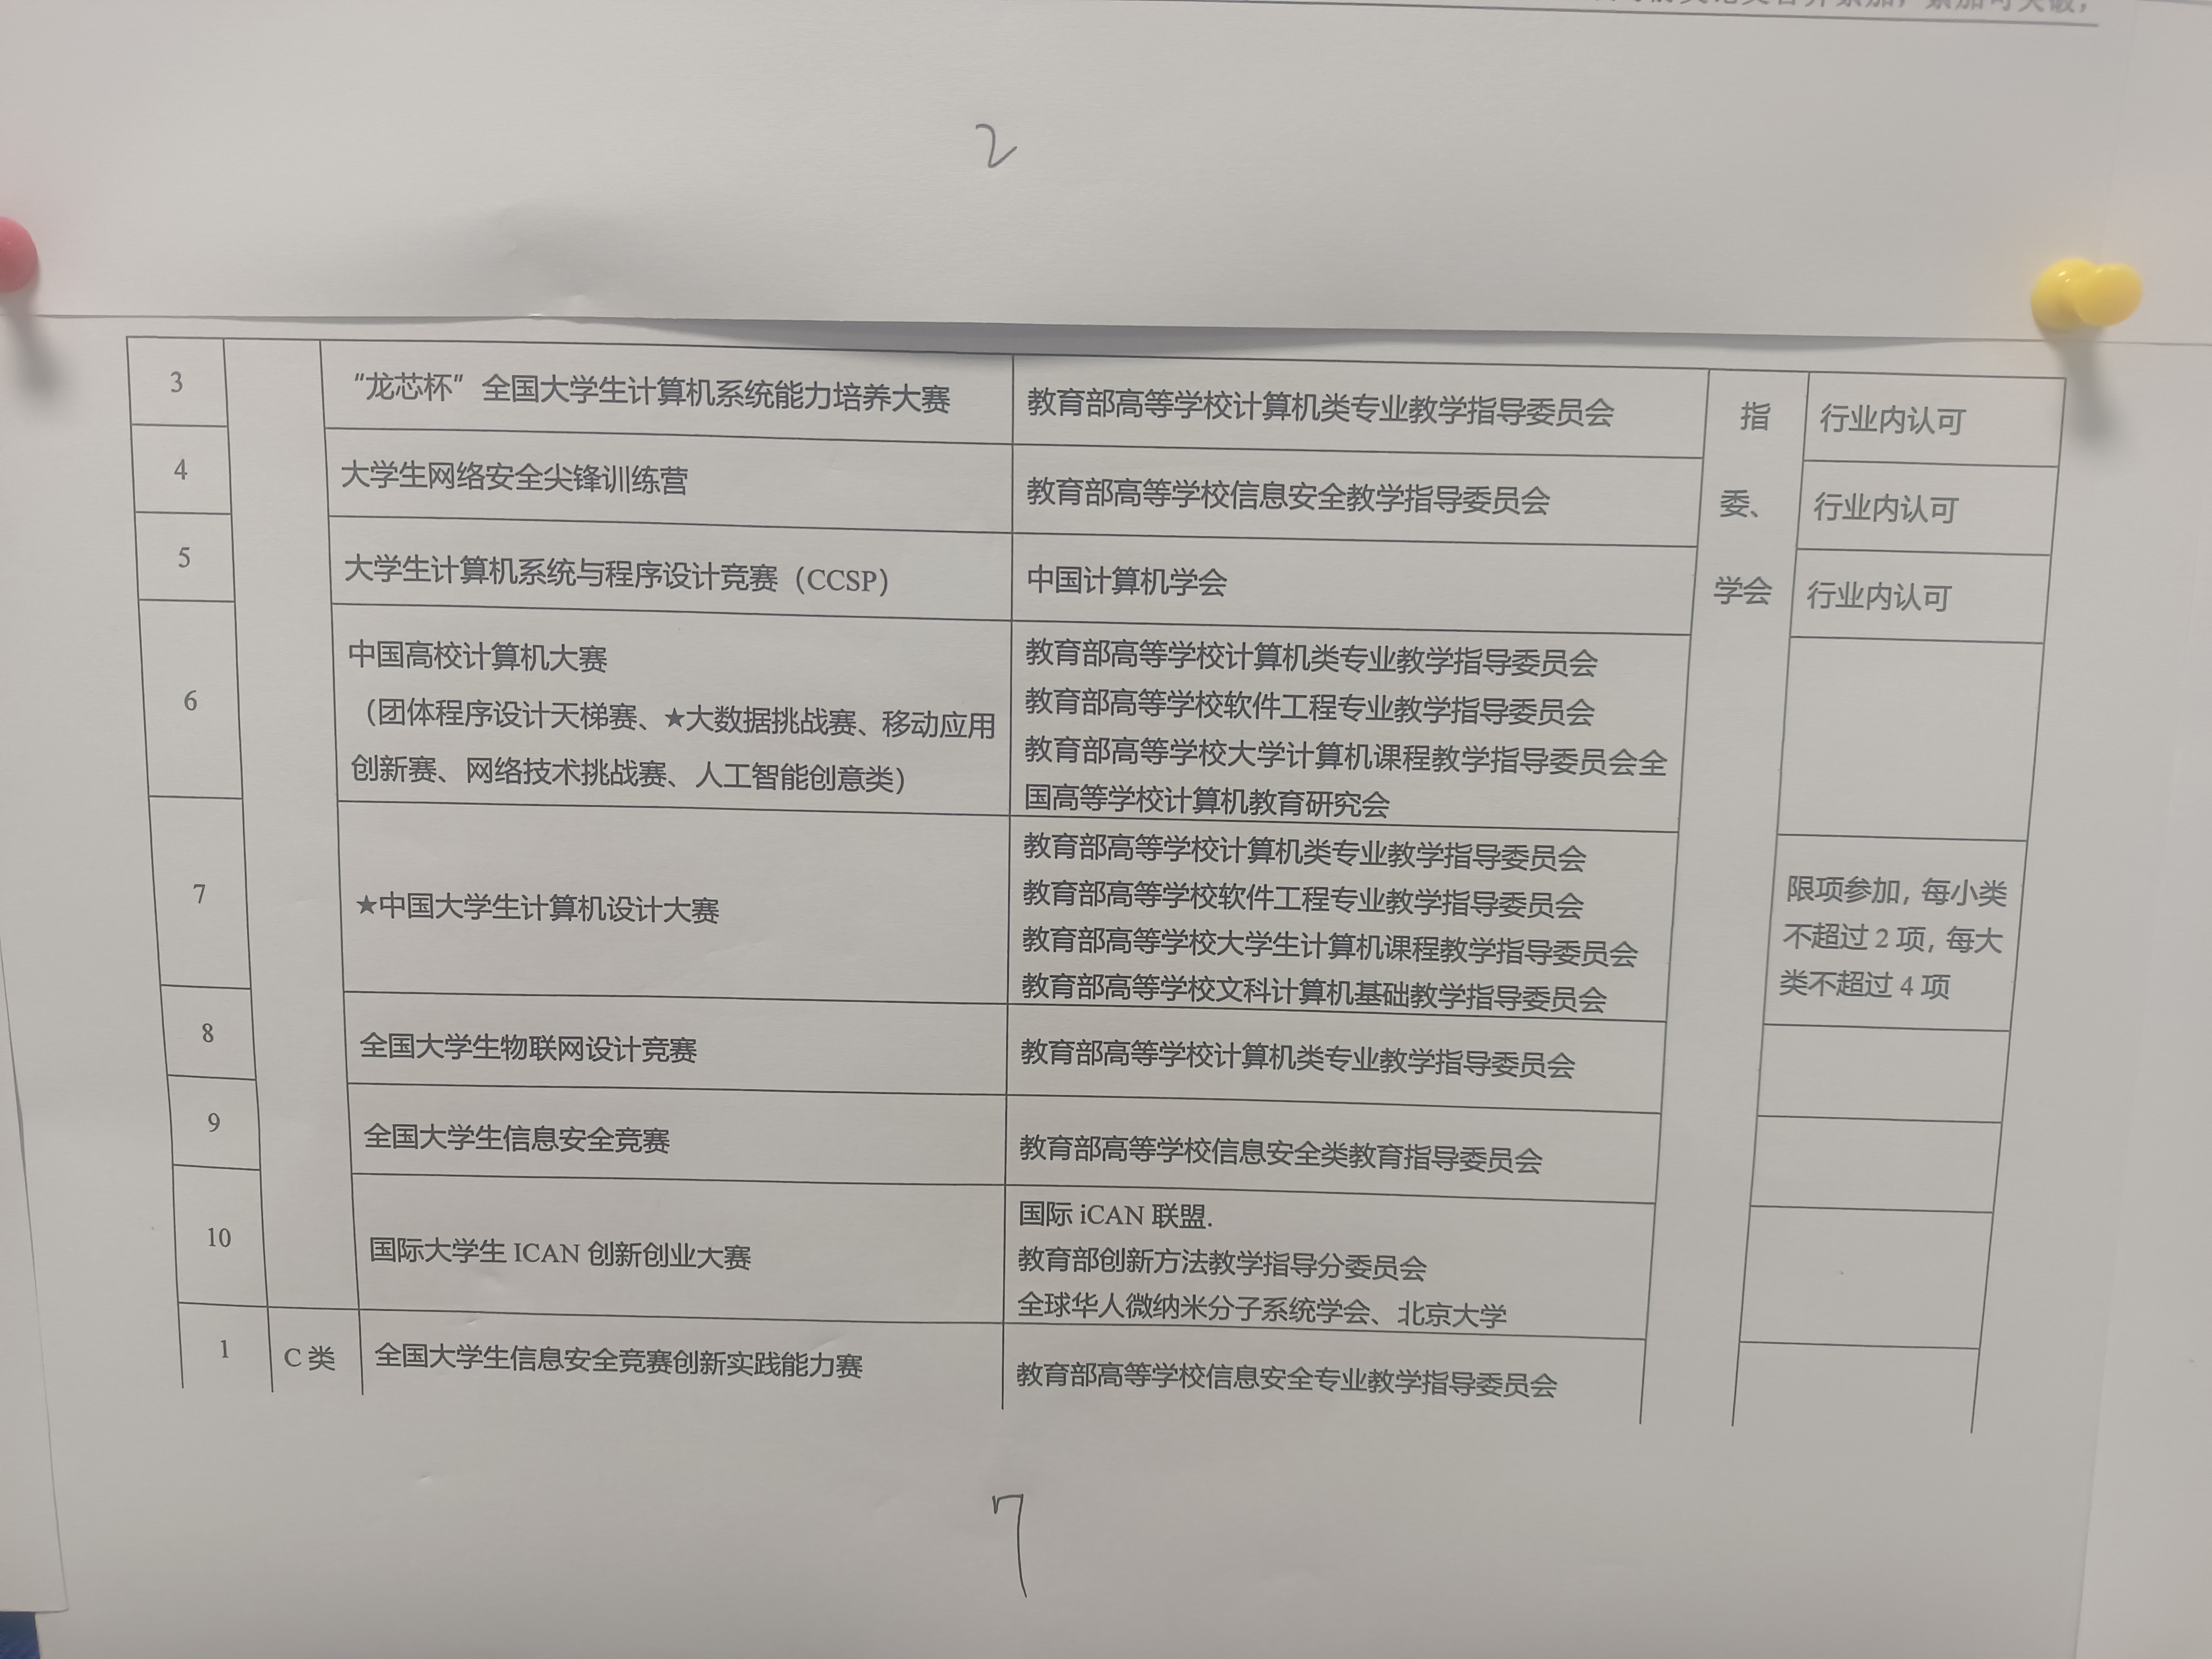 2
3 “龙芯杯”全国大学生计算机系统能力培养大赛 教育部高等学校计算机类专业教学指导委员会 指 行业内认可
4 大学生网络安全尖锋训练营 教育部高等学校信息安全教学指导委员会 委、 行业内认可
5 大学生计算机系统与程序设计竞赛（CCSP） 中国计算机学会 学会 行业内认可
6 中国高校计算机大赛
（团体程序设计天梯赛、★大数据挑战赛、移动应用
创新赛、网络技术挑战赛、人工智能创意类）
教育部高等学校计算机类专业教学指导委员会
教育部高等学校软件工程专业教学指导委员会
教育部高等学校大学计算机课程教学指导委员会全
国高等学校计算机教育研究会
7 ★中国大学生计算机设计大赛
教育部高等学校计算机类专业教学指导委员会
教育部高等学校软件工程专业教学指导委员会
教育部高等学校大学生计算机课程教学指导委员会
教育部高等学校文科计算机基础教学指导委员会
限项参加, 每小类
不超过 2 项, 每大
类不超过 4 项
8 全国大学生物联网设计竞赛 教育部高等学校计算机类专业教学指导委员会
9 全国大学生信息安全竞赛 教育部高等学校信息安全类教育指导委员会
10 国际大学生 ICAN 创新创业大赛
国际 iCAN 联盟.
教育部创新方法教学指导分委员会
全球华人微纳米分子系统学会、北京大学
1 C 类 全国大学生信息安全竞赛创新实践能力赛 教育部高等学校信息安全专业教学指导委员会
7